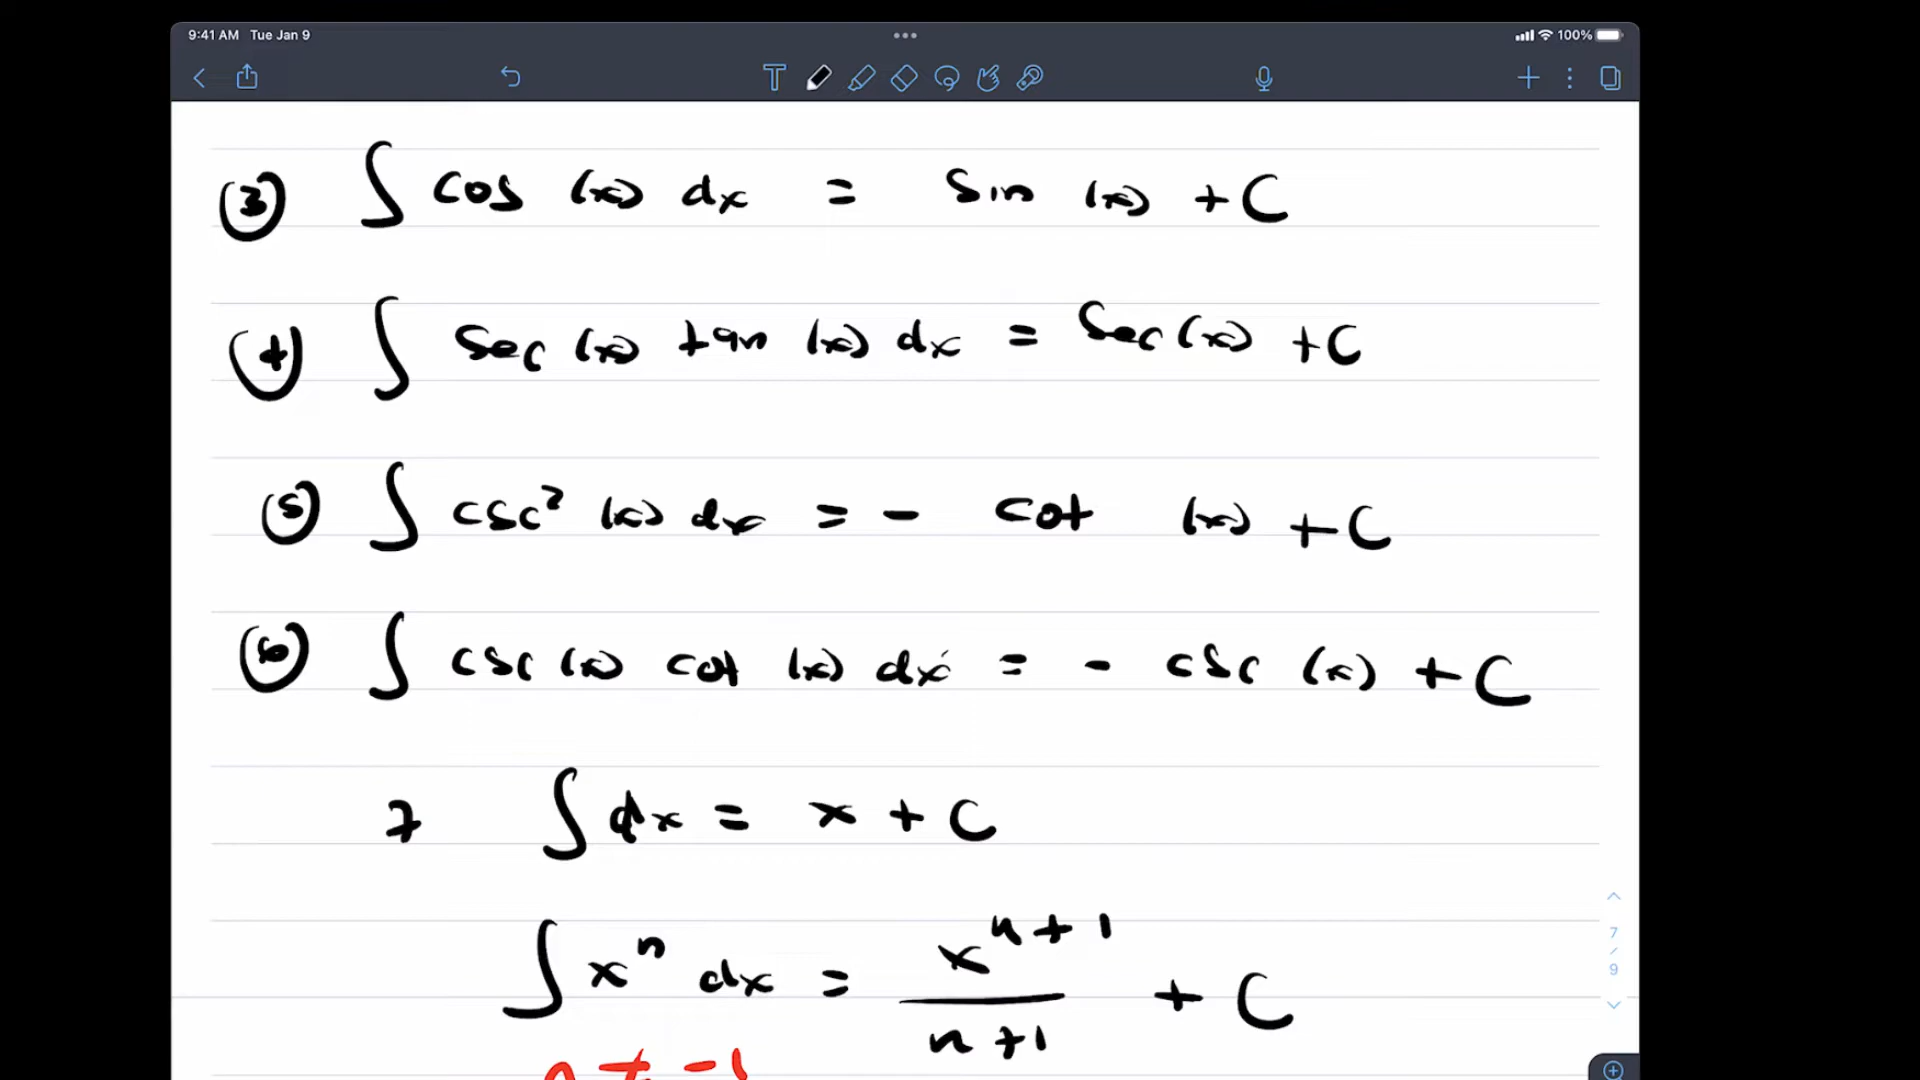 9:41 AM Tue Jan 9 100%
③ ∫ cos (x) dx = sin (x) + C
④ ∫ sec (x) tan (x) dx = sec (x) + C
⑤ ∫ csc² (x) dx = - cot (x) + C
⑥ ∫ csc (x) cot (x) dx = - csc (x) + C
7 ∫ dx = x + C
∫ xⁿ dx = xⁿ⁺¹ / n+1 + C
n ≠ -1
7 / 9